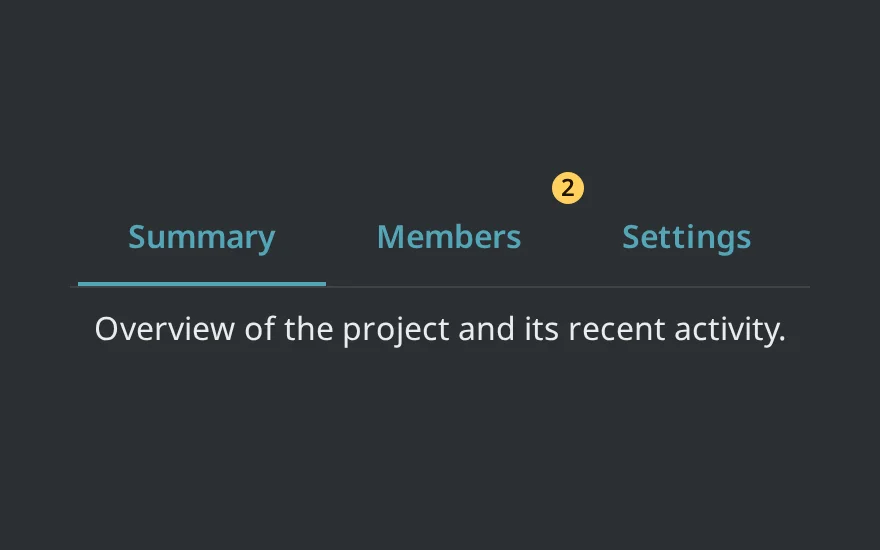 2
Summary Members Settings
Overview of the project and its recent activity.